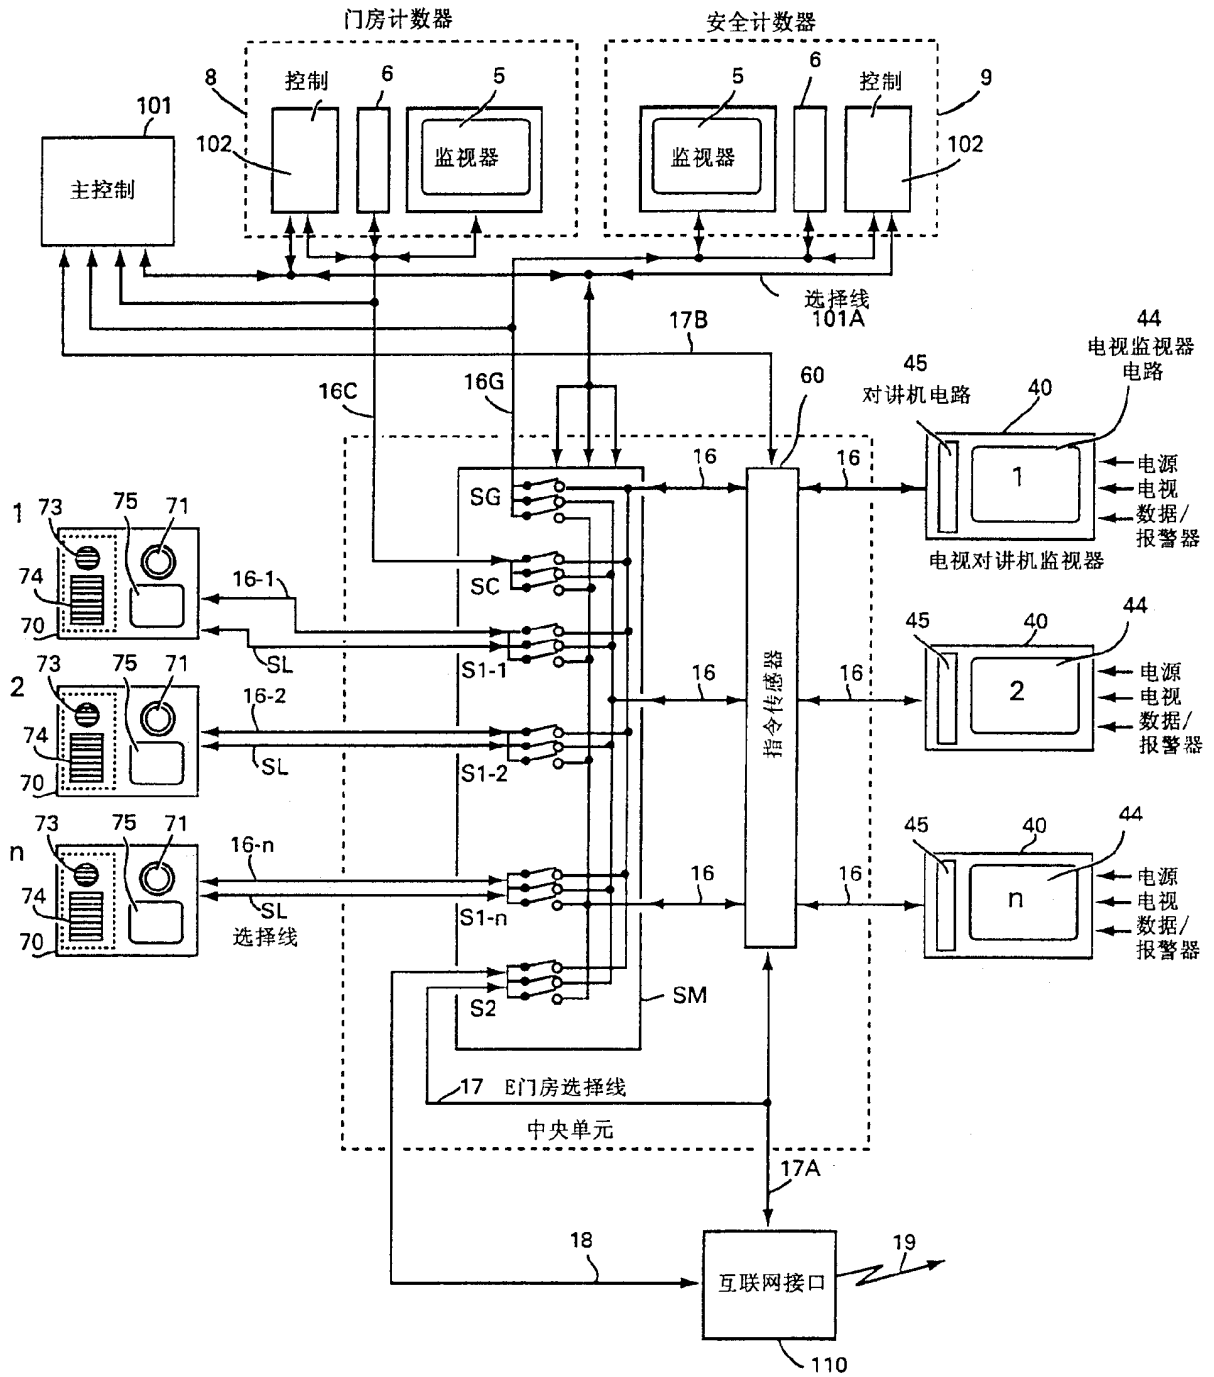 门房计数器
安全计数器
8
控制
6
5
5
6
控制
9
101
102
监视器
监视器
102
主控制
选择线
101A
17B
44
电视监视器
电路
45
对讲机电路
40
16C
16G
60
1
电源
电视
数据/
报警器
电视对讲机监视器
16
16
SG
SC
1
73
75
71
74
70
16-1
SL
S1-1
2
73
75
71
74
70
16-2
SL
S1-2
16
16
指令传感器
45
40
44
2
电源
电视
数据/
报警器
n
73
75
71
74
70
16-n
SL
选择线
S1-n
16
16
45
40
44
n
电源
电视
数据/
报警器
S2
SM
17
E门房选择线
中央单元
17A
18
互联网接口
19
110